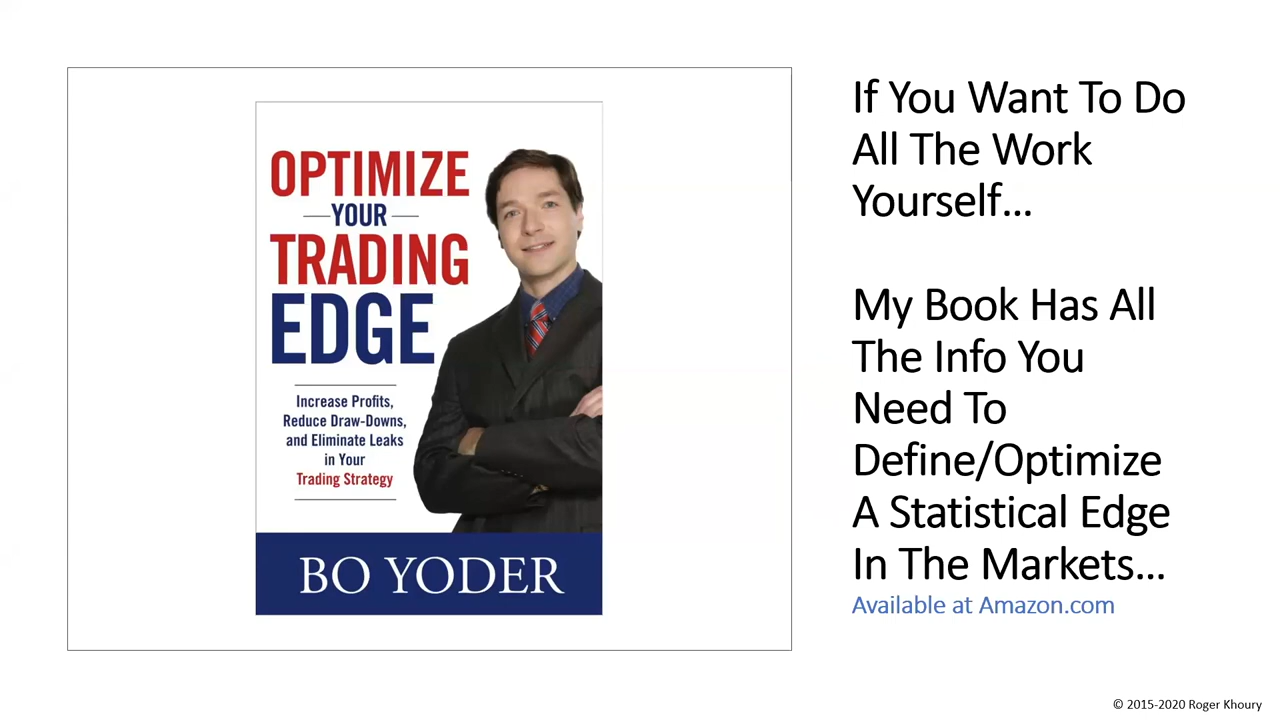 OPTIMIZE
YOUR
TRADING
EDGE
Increase Profits,
Reduce Draw-Downs,
and Eliminate Leaks
in Your
Trading Strategy
BO YODER
If You Want To Do
All The Work
Yourself...
My Book Has All
The Info You
Need To
Define/Optimize
A Statistical Edge
In The Markets...
Available at Amazon.com
© 2015-2020 Roger Khoury